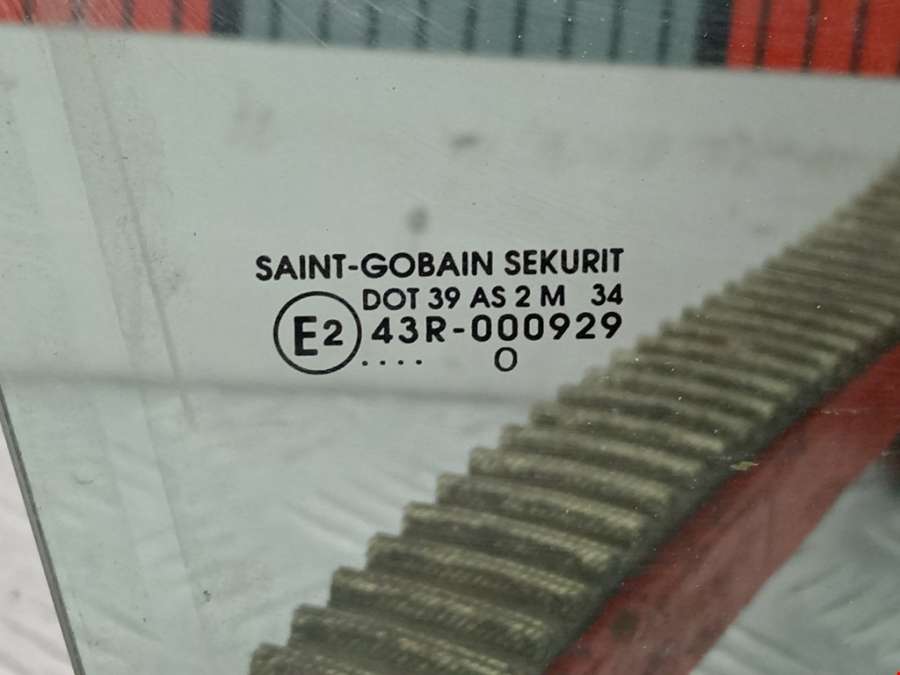 SAINT-GOBAIN SEKURIT
DOT 39 AS 2 M 34
E2 43R-000929
.... O